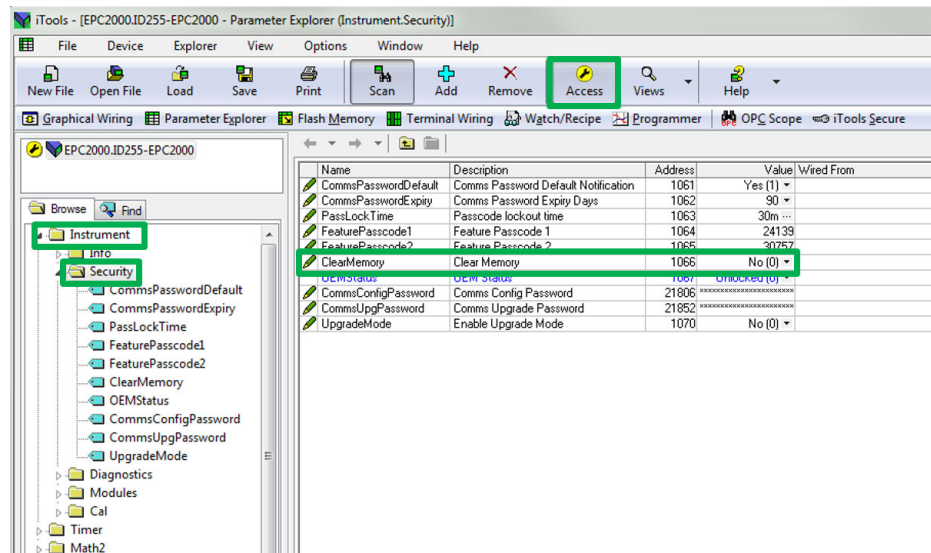 iTools - [EPC2000.ID255-EPC2000 - Parameter Explorer (Instrument.Security)]
File Device Explorer View Options Window Help
New File Open File Load Save Print Scan Add Remove Access Views Help
Graphical Wiring Parameter Explorer Flash Memory Terminal Wiring Watch/Recipe Programmer OPC Scope iTools Secure
EPC2000.ID255-EPC2000
Browse Find
Instrument
Info
Security
CommsPasswordDefault
CommsPasswordExpiry
PassLockTime
FeaturePasscode1
FeaturePasscode2
ClearMemory
OEMStatus
CommsConfigPassword
CommsUpgPassword
UpgradeMode
Diagnostics
Modules
Cal
Timer
Math2
Name Description Address Value Wired From
CommsPasswordDefault Comms Password Default Notification 1061 Yes (1)
CommsPasswordExpiry Comms Password Expiry Days 1062 90
PassLockTime Passcode lockout time 1063 30m ...
FeaturePasscode1 Feature Passcode 1 1064 24139
FeaturePasscode2 Feature Passcode 2 1065 30757
ClearMemory Clear Memory 1066 No (0)
OEMStatus OEM Status 1067 Unlocked (0)
CommsConfigPassword Comms Config Password 21806
CommsUpgPassword Comms Upgrade Password 21852
UpgradeMode Enable Upgrade Mode 1070 No (0)